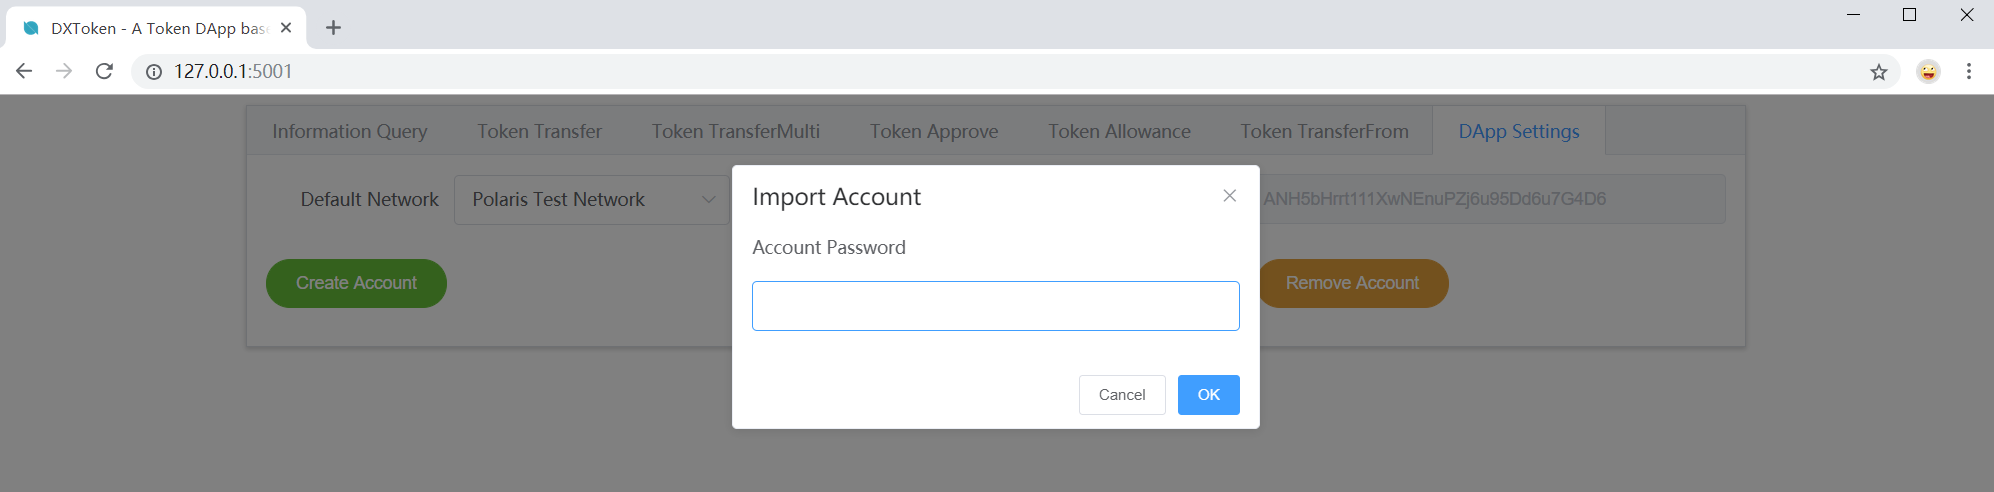 DXToken - A Token DApp bas
127.0.0.1:5001
Information Query Token Transfer Token TransferMulti Token Approve Token Allowance Token TransferFrom DApp Settings
Import Account
Default Network Polaris Test Network ANH5bHrrt111XwNEnuPZj6u95Dd6u7G4D6
Account Password
Create Account Remove Account
Cancel OK